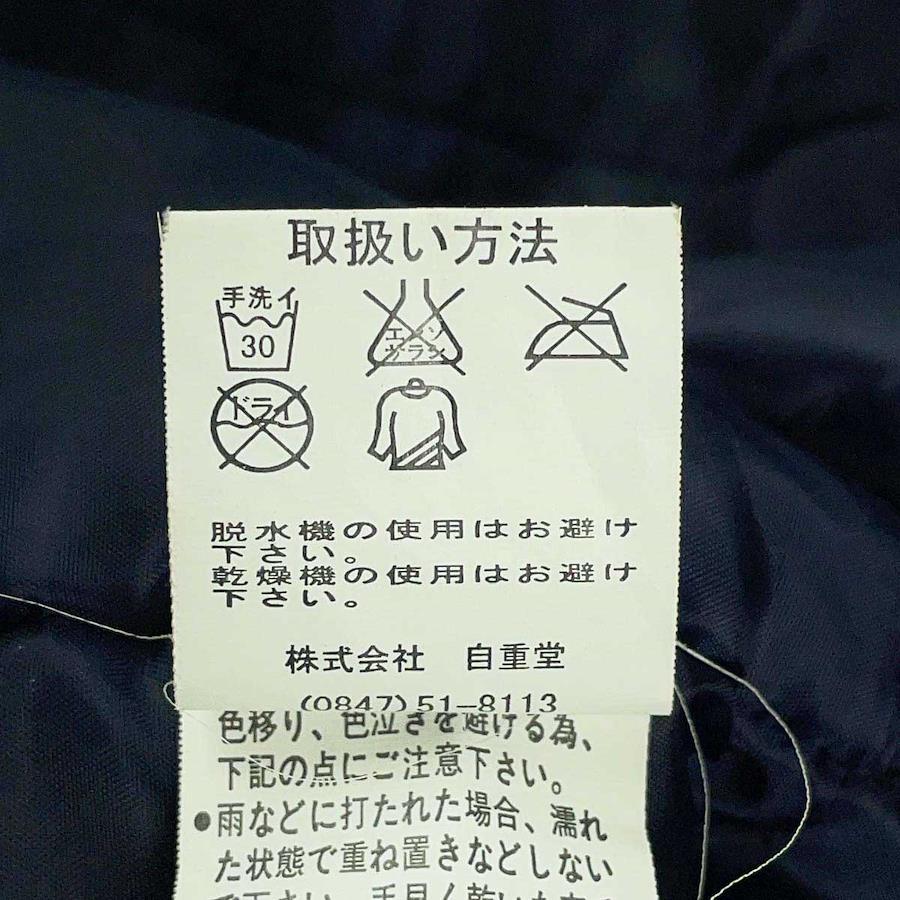 取扱い方法
手洗イ
30
エンソ
サラシ
ドライ
脱水機の使用はお避け
下さい。
乾燥機の使用はお避け
下さい。
株式会社 自重堂
(0847)51-8113
色移り、色泣きを避ける為、
下記の点にご注意下さい。
●雨などに打たれた場合、濡れ
た状態で重ね置きなどしない